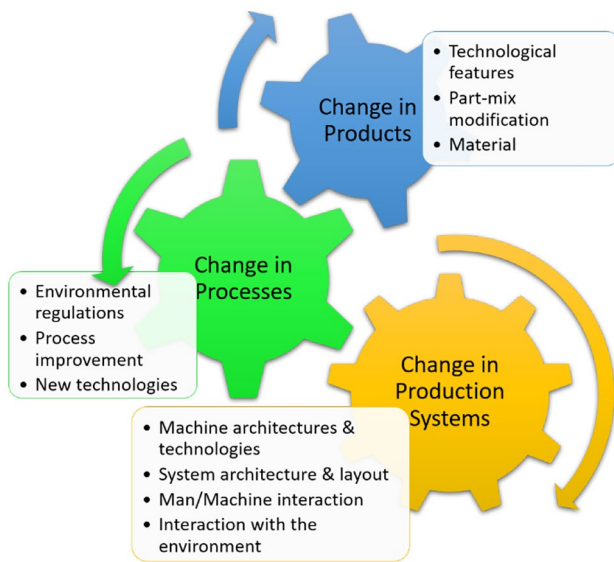 Change in
Products
• Technological
features
• Part-mix
modification
• Material
Change in
Processes
• Environmental
regulations
• Process
improvement
• New technologies
Change in
Production
Systems
• Machine architectures &
technologies
• System architecture & layout
• Man/Machine interaction
• Interaction with the
environment